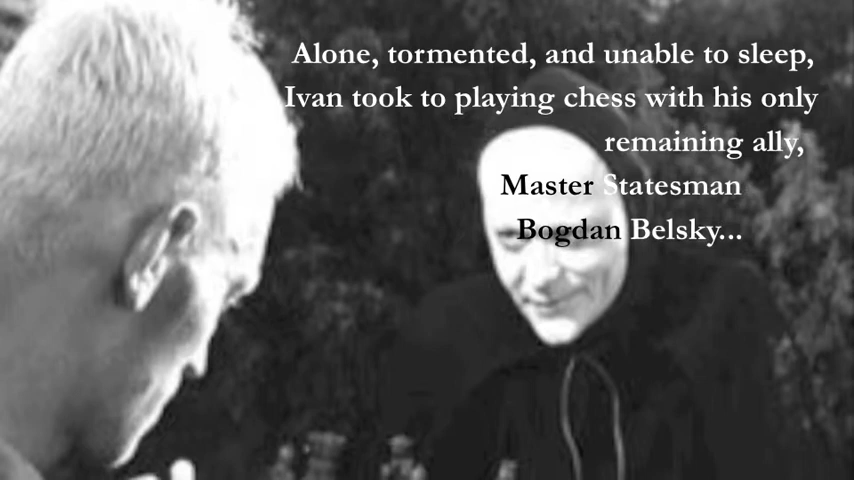 Alone, tormented, and unable to sleep,
Ivan took to playing chess with his only
remaining ally,
Master Statesman
Bogdan Belsky...